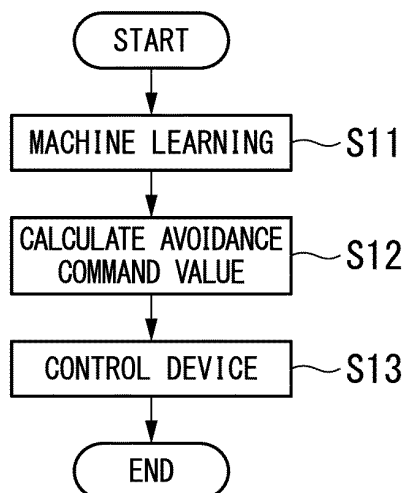 START
MACHINE LEARNING S11
CALCULATE AVOIDANCE
COMMAND VALUE S12
CONTROL DEVICE S13
END